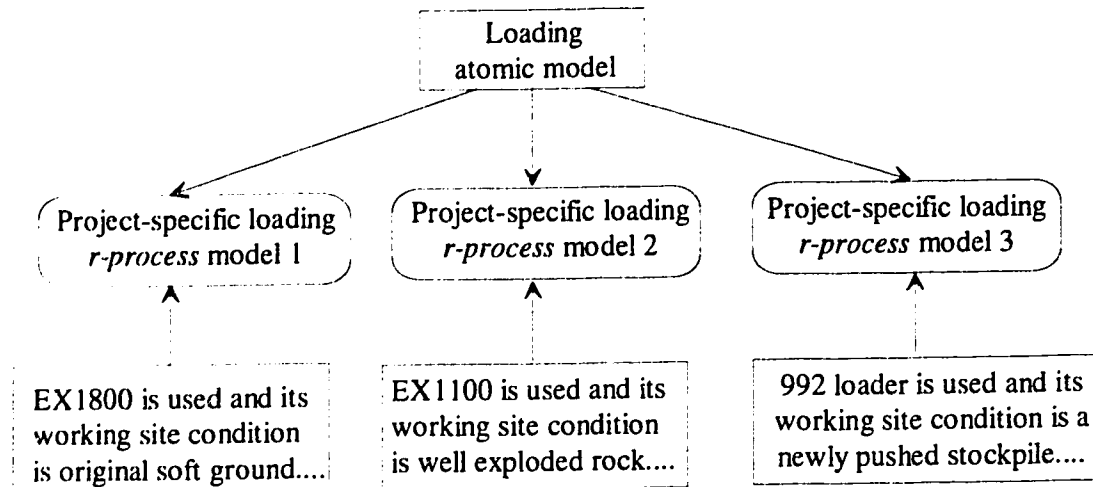 Loading
atomic model
Project-specific loading
r-process model 1
Project-specific loading
r-process model 2
Project-specific loading
r-process model 3
EX1800 is used and its
working site condition
is original soft ground....
EX1100 is used and its
working site condition
is well exploded rock....
992 loader is used and its
working site condition is a
newly pushed stockpile....